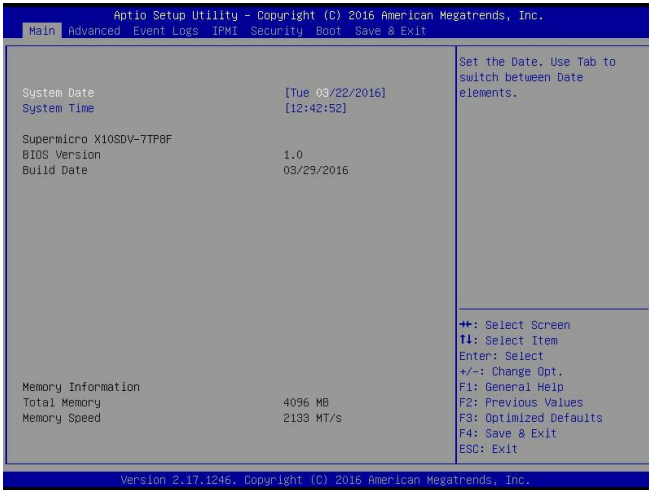 Aptio Setup Utility – Copyright (C) 2016 American Megatrends, Inc.
Main Advanced Event Logs IPMI Security Boot Save & Exit
System Date [Tue 03/22/2016]
System Time [12:42:52]
Supermicro X10SDV-7TP8F
BIOS Version 1.0
Build Date 03/29/2016
Memory Information
Total Memory 4096 MB
Memory Speed 2133 MT/s
Set the Date. Use Tab to
switch between Date
elements.
→←: Select Screen
↑↓: Select Item
Enter: Select
+/-: Change Opt.
F1: General Help
F2: Previous Values
F3: Optimized Defaults
F4: Save & Exit
ESC: Exit
Version 2.17.1246. Copyright (C) 2016 American Megatrends, Inc.